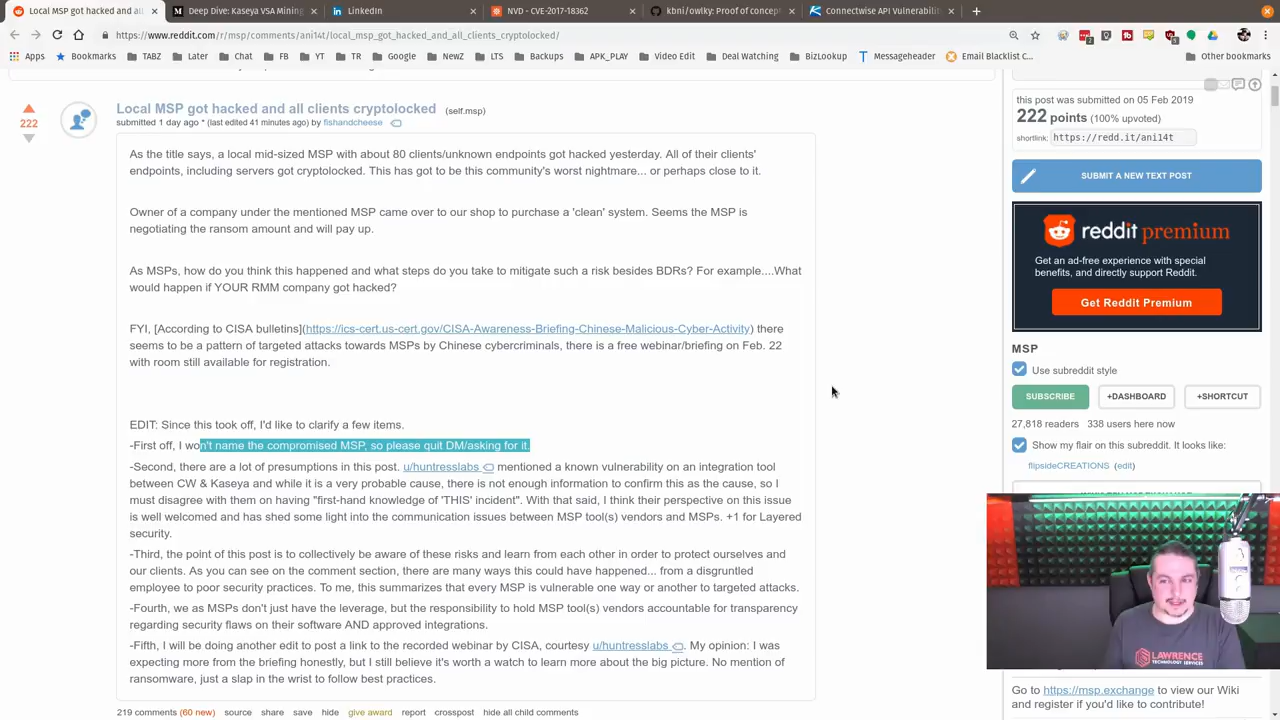 Local MSP got hacked and all
Deep Dive: Kaseya VSA Mining
LinkedIn
NVD - CVE-2017-18362
kbni/owlky: Proof of concep
Connectwise API Vulnerabilit
https://www.reddit.com/r/msp/comments/ani14t/local_msp_got_hacked_and_all_clients_cryptolocked/
Apps Bookmarks TABZ Later Chat FB YT TR Google NewW LTS Backups APK_PLAY Video Edit Deal Watching BizLookup Messageheader Email Blacklist C... Other bookmarks
222
Local MSP got hacked and all clients cryptolocked (self.msp)
submitted 1 day ago * (last edited 41 minutes ago) by fishandcheese
As the title says, a local mid-sized MSP with about 80 clients/unknown endpoints got hacked yesterday. All of their clients'
endpoints, including servers got cryptolocked. This has got to be this community's worst nightmare... or perhaps close to it.
Owner of a company under the mentioned MSP came over to our shop to purchase a 'clean' system. Seems the MSP is
negotiating the ransom amount and will pay up.
As MSPs, how do you think this happened and what steps do you take to mitigate such a risk besides BDRs? For example....What
would happen if YOUR RMM company got hacked?
FYI, [According to CISA bulletins](https://ics-cert.us-cert.gov/CISA-Awareness-Briefing-Chinese-Malicious-Cyber-Activity) there
seems to be a pattern of targeted attacks towards MSPs by Chinese cybercriminals, there is a free webinar/briefing on Feb. 22
with room still available for registration.
EDIT: Since this took off, I'd like to clarify a few items.
-First off, I won't name the compromised MSP, so please quit DM/asking for it.
-Second, there are a lot of presumptions in this post. u/huntresslabs mentioned a known vulnerability on an integration tool
between CW & Kaseya and while it is a very probable cause, there is not enough information to confirm this as the cause, so I
must disagree with them on having "first-hand knowledge of 'THIS' incident". With that said, I think their perspective on this issue
is well welcomed and has shed some light into the communication issues between MSP tool(s) vendors and MSPs. +1 for Layered
security.
-Third, the point of this post is to collectively be aware of these risks and learn from each other in order to protect ourselves and
our clients. As you can see on the comment section, there are many ways this could have happened... from a disgruntled
employee to poor security practices. To me, this summarizes that every MSP is vulnerable one way or another to targeted attacks.
-Fourth, we as MSPs don't just have the leverage, but the responsibility to hold MSP tool(s) vendors accountable for transparency
regarding security flaws on their software AND approved integrations.
-Fifth, I will be doing another edit to post a link to the recorded webinar by CISA, courtesy u/huntresslabs . My opinion: I was
expecting more from the briefing honestly, but I still believe it's worth a watch to learn more about the big picture. No mention of
ransomware, just a slap in the wrist to follow best practices.
219 comments (60 new) source share save hide give award report crosspost hide all child comments
this post was submitted on 05 Feb 2019
222 points (100% upvoted)
shortlink: https://redd.it/ani14t
SUBMIT A NEW TEXT POST
reddit premium
Get an ad-free experience with special
benefits, and directly support Reddit.
Get Reddit Premium
MSP
Use subreddit style
SUBSCRIBE +DASHBOARD +SHORTCUT
27,818 readers 338 users here now
Show my flair on this subreddit. It looks like:
flipsideCREATIONS (edit)
LAWRENCE
TECHNOLOGY SERVICES
Go to https://msp.exchange to view our Wiki
and register if you'd like to contribute!